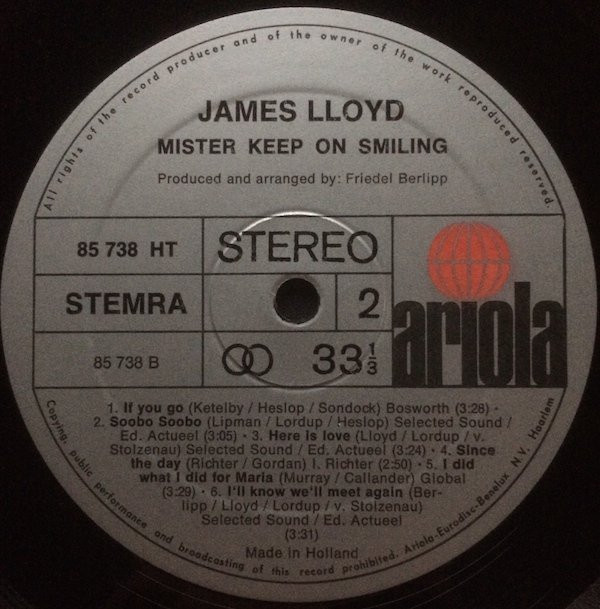 All rights of the record producer and of the owner of the work reproduced reserved.
JAMES LLOYD
MISTER KEEP ON SMILING
Produced and arranged by: Friedel Berlipp
85 738 HT
STEREO
STEMRA
2
ariola
85 738 B
33 1/3
1. If you go (Ketelby / Heslop / Sondock) Bosworth (3:28) ·
2. Soobo Soobo (Lipman / Lordup / Heslop) Selected Sound /
Ed. Actueel (3:05) · 3. Here is love (Lloyd / Lordup / v.
Stolzenau) Selected Sound / Ed. Actueel (3:24) · 4. Since
the day (Richter / Gordan) I. Richter (2:50) · 5. I did
what I did for Maria (Murray / Callander) Global
(3:29) · 6. I'll know we'll meet again (Ber-
lipp / Lloyd / Lordup / v. Stolzenau)
Selected Sound / Ed. Actueel
(3:31)
Made in Holland
Copying, public performance and broadcasting of this record prohibited. Ariola-Eurodisc-Benelux N.V. Haarlem